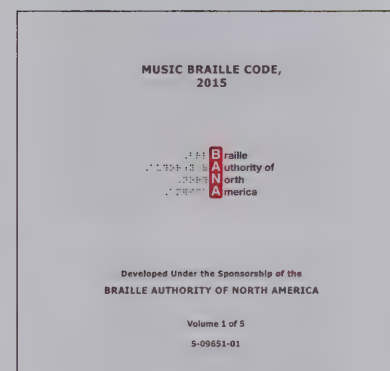 MUSIC BRAILLE CODE,
2015
Braille
Authority of
North
America
Developed Under the Sponsorship of the
BRAILLE AUTHORITY OF NORTH AMERICA
Volume 1 of 5
5-09651-01